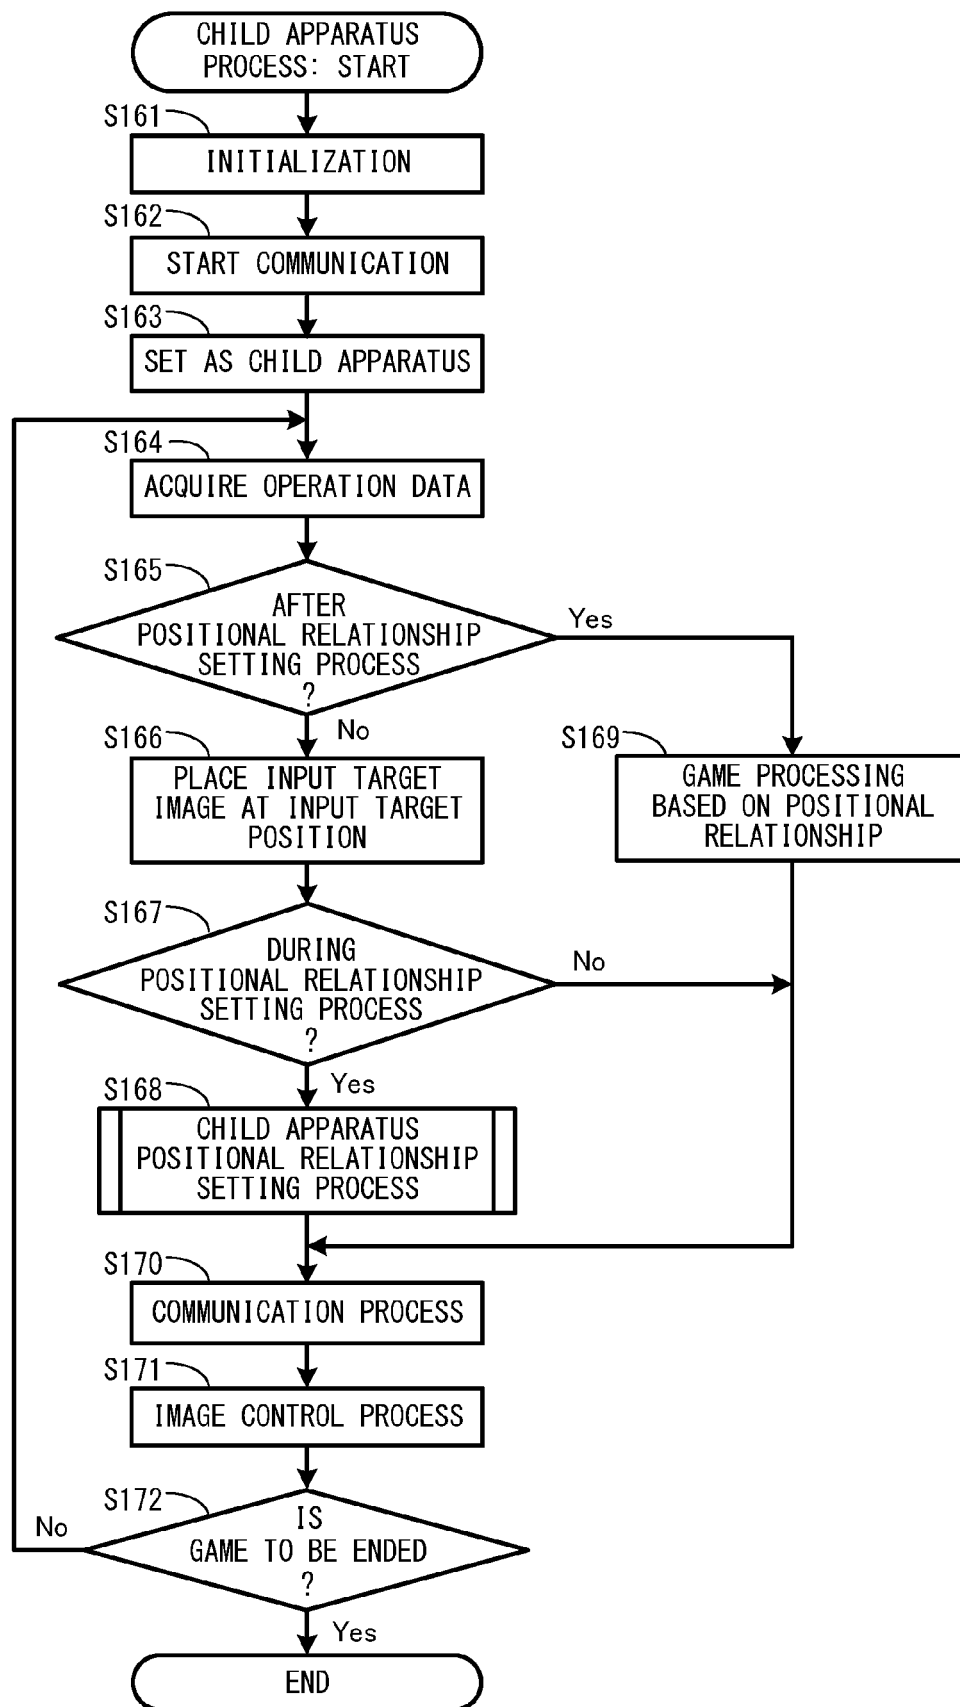 CHILD APPARATUS
PROCESS: START
S161
INITIALIZATION
S162
START COMMUNICATION
S163
SET AS CHILD APPARATUS
S164
ACQUIRE OPERATION DATA
S165
AFTER
POSITIONAL RELATIONSHIP
SETTING PROCESS
?
Yes
No
S166
PLACE INPUT TARGET
IMAGE AT INPUT TARGET
POSITION
S169
GAME PROCESSING
BASED ON POSITIONAL
RELATIONSHIP
S167
DURING
POSITIONAL RELATIONSHIP
SETTING PROCESS
?
No
Yes
S168
CHILD APPARATUS
POSITIONAL RELATIONSHIP
SETTING PROCESS
S170
COMMUNICATION PROCESS
S171
IMAGE CONTROL PROCESS
S172
IS
GAME TO BE ENDED
?
No
Yes
END